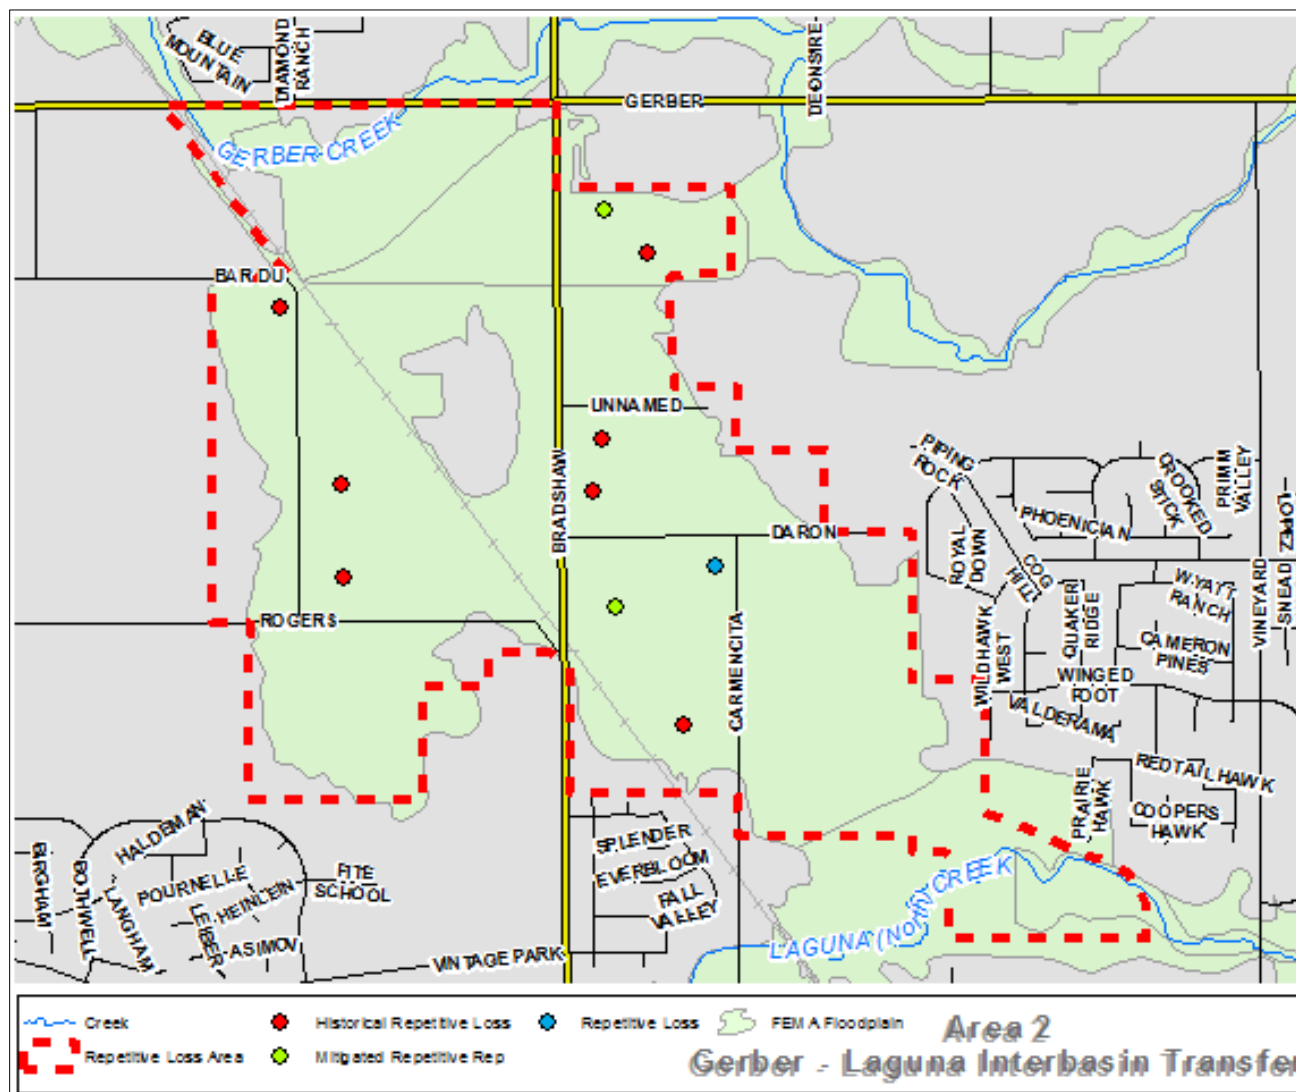 BLUE
MOUNTAIN
DIAMOND
RANCH
DEVONSIRE
GERBER
GERBER CREEK
BARDU
UNNAMED
BRADSHAW
PIPING
ROCK
CROOKED
STICK
PRIMM
VALLEY
PHOENICIAN
LOPEZ
SNEAD
DARON
ROYAL
DOWN
COG
HILL
WYATT
RANCH
VINEYARD
QUAKER
RIDGE
CAMERON
PINES
ROGERS
CARMENCITA
WILDHAWK
WEST
WINGED
FOOT
VALDERAMA
REDTAIL HAWK
PRAIRIE
HAWK
COOPERS
HAWK
HALDEMAN
SPLENDER
EVERBLOOM
FALL
VALLEY
BOTHWELL
LANGHAM
POURNELLE
HEINLEIN
LEIBER
FITE
SCHOOL
ASIMOV
VINTAGE PARK
LAGUNA (North) CREEK
Creek
Historical Repetitive Loss
Repetitive Loss
FEMA Floodplain
Area 2
Repetitive Loss Area
Mitigated Repetitive Rep
Gerber - Laguna Interbasin Transfer